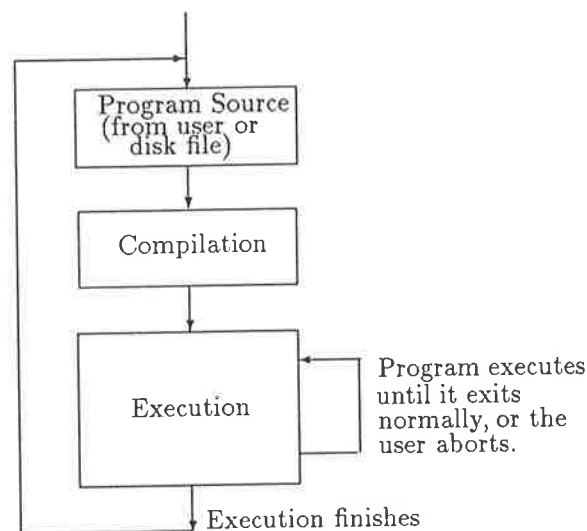 Program Source
(from user or
disk file)
Compilation
Execution
Program executes
until it exits
normally, or the
user aborts.
Execution finishes